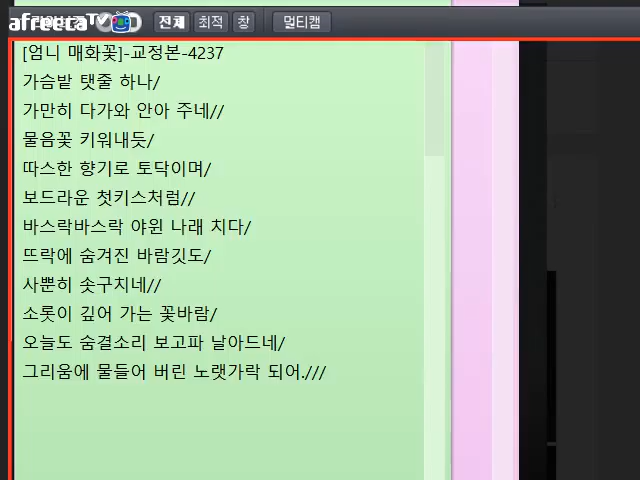 afreecaTV
전체 최적 창 멀티캠
[엄니 매화꽃]-교정본-4237
가슴밭 탯줄 하나/
가만히 다가와 안아 주네//
물음꽃 키워내듯/
따스한 향기로 토닥이며/
보드라운 첫키스처럼//
바스락바스락 야윈 나래 치다/
뜨락에 숨겨진 바람깃도/
사뿐히 솟구치네//
소롯이 깊어 가는 꽃바람/
오늘도 숨결소리 보고파 날아드네/
그리움에 물들어 버린 노랫가락 되어.///